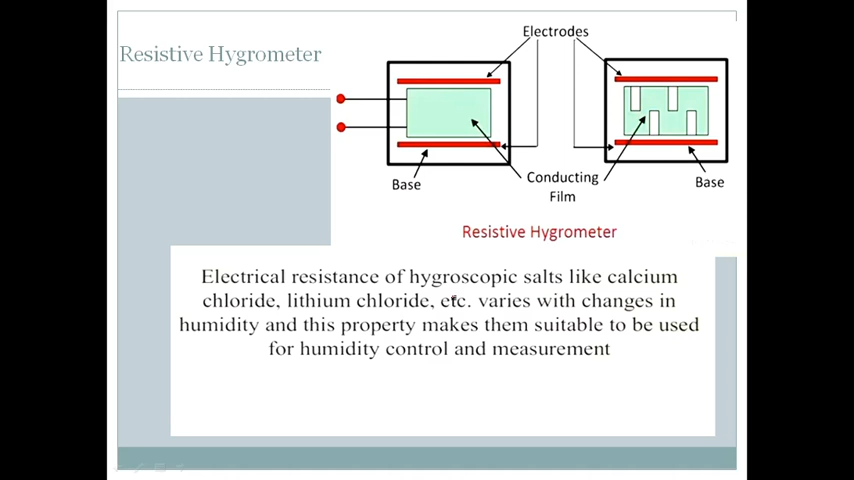 Resistive Hygrometer
Electrodes
Base
Conducting
Film
Base
Resistive Hygrometer
Electrical resistance of hygroscopic salts like calcium
chloride, lithium chloride, etc. varies with changes in
humidity and this property makes them suitable to be used
for humidity control and measurement